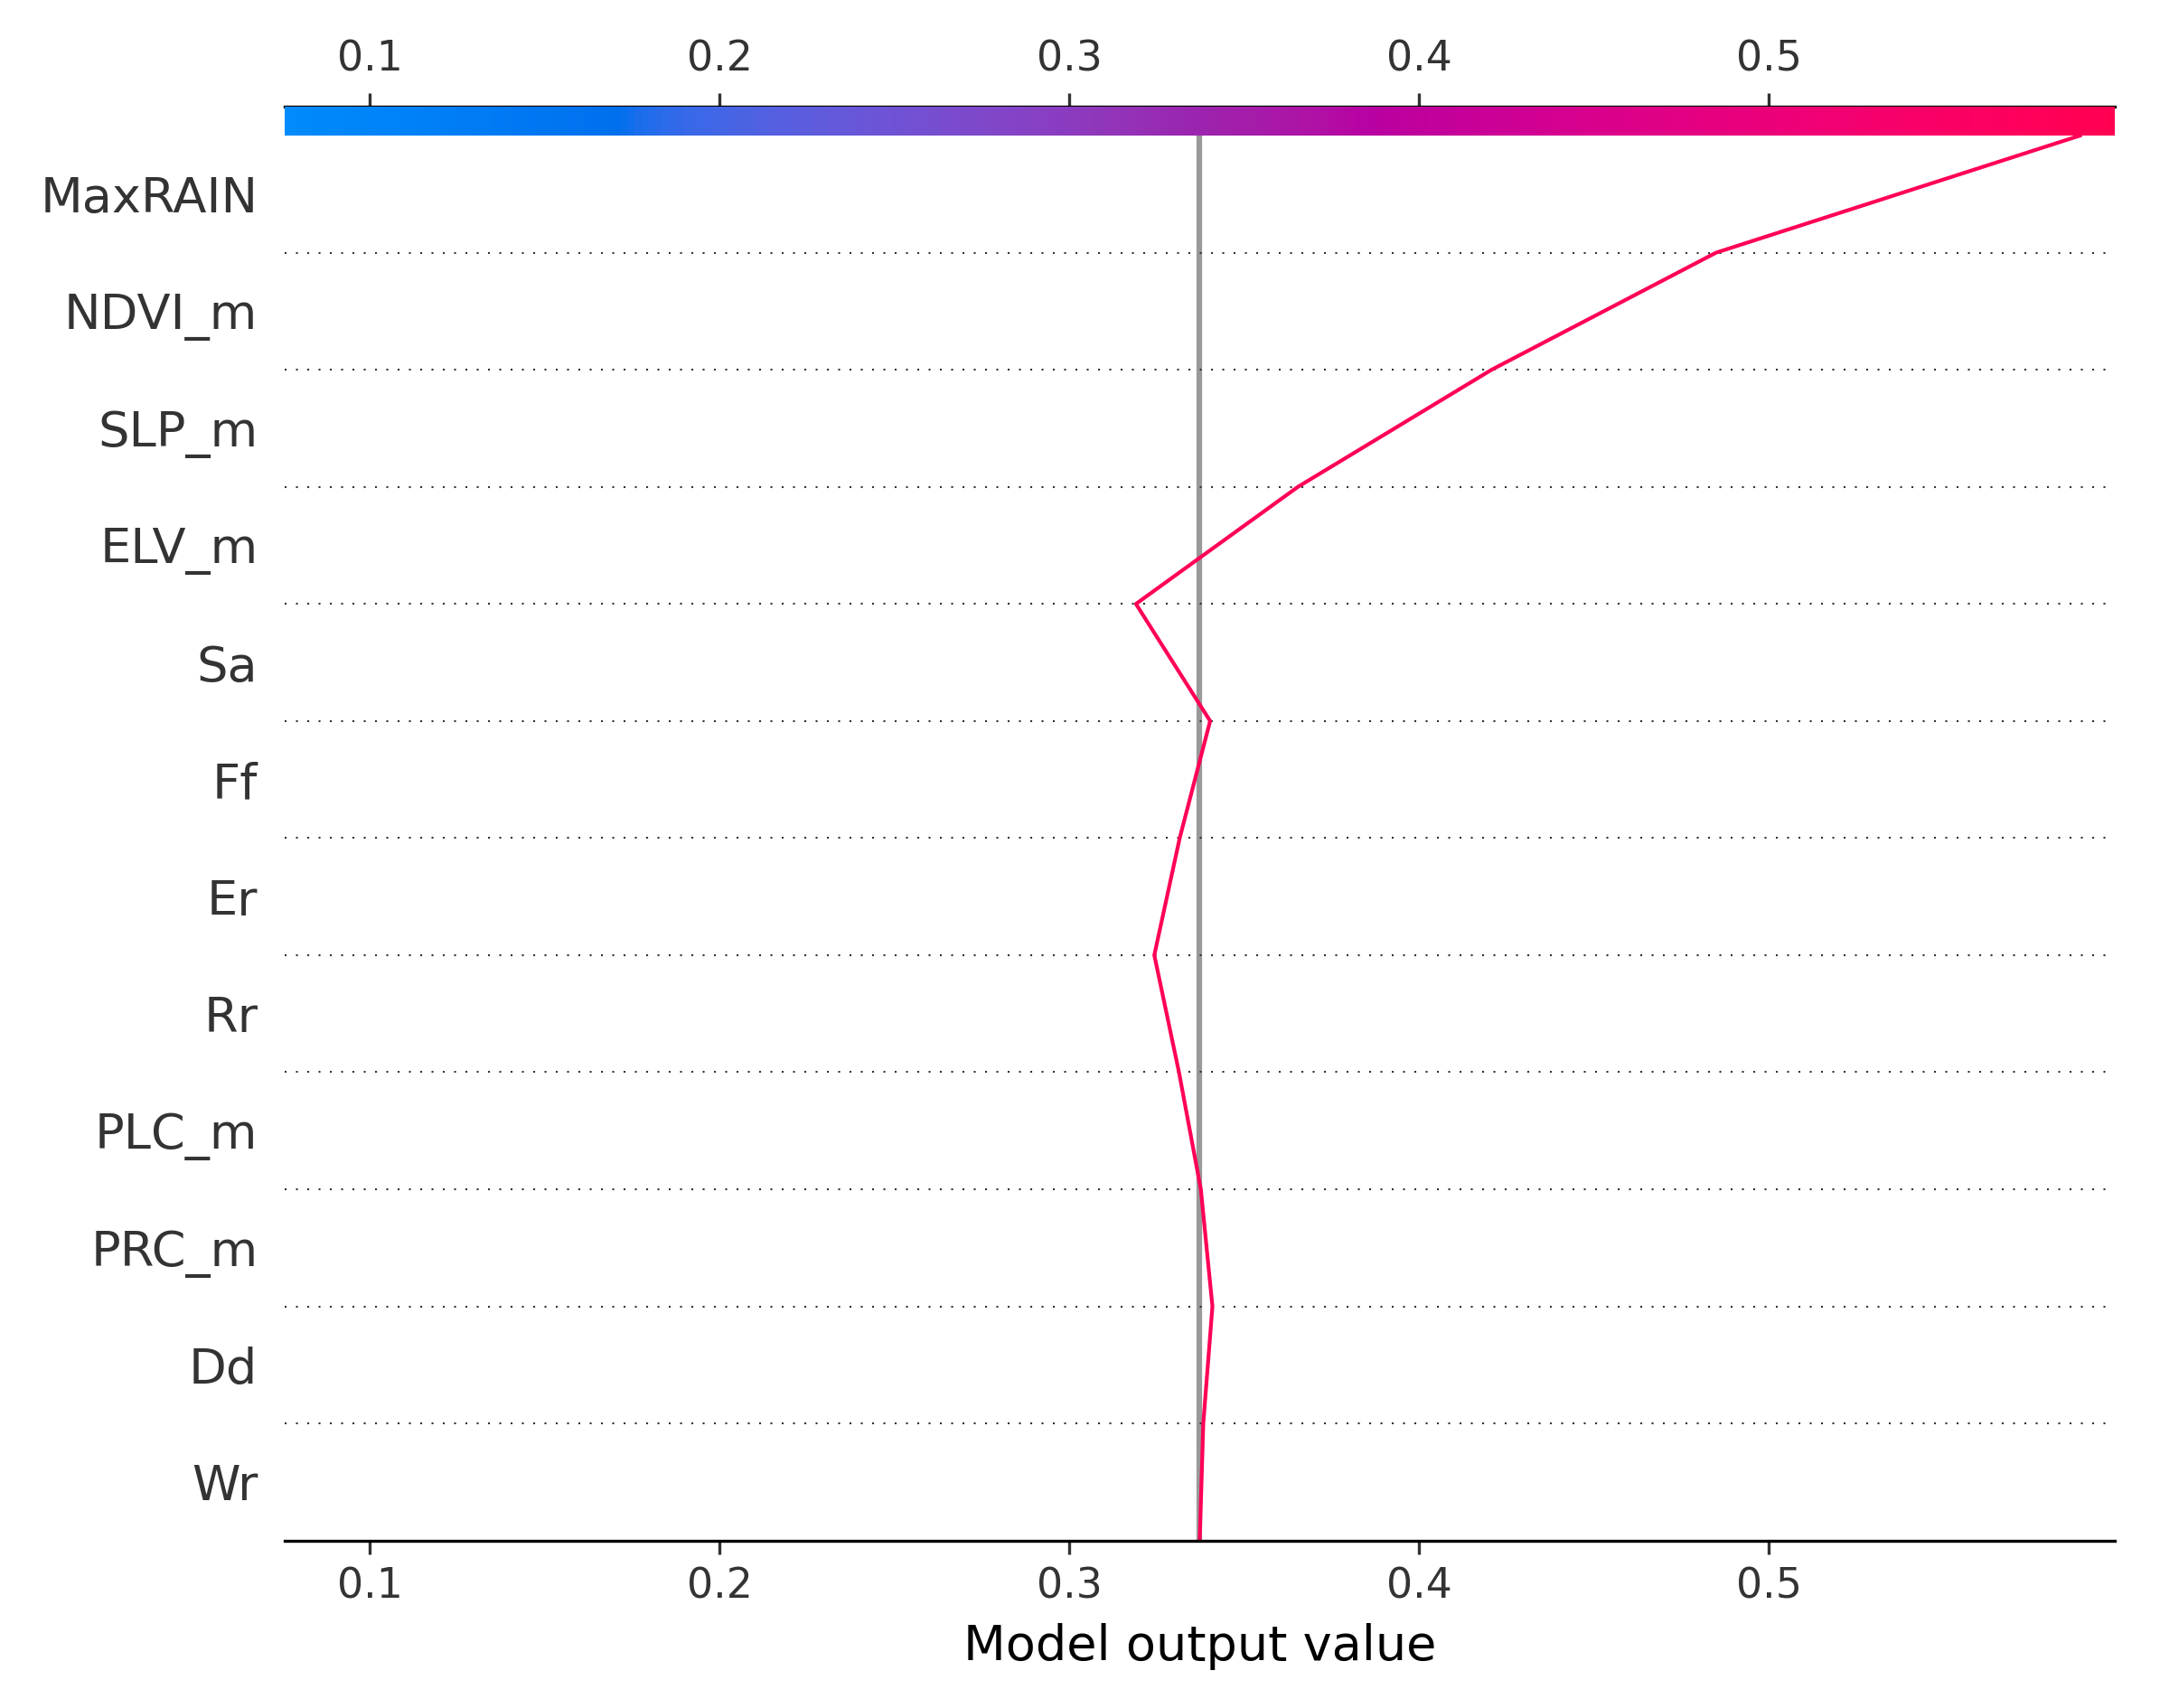 0.1 0.2 0.3 0.4 0.5
MaxRAIN
NDVI_m
SLP_m
ELV_m
Sa
Ff
Er
Rr
PLC_m
PRC_m
Dd
Wr
0.1 0.2 0.3 0.4 0.5
Model output value